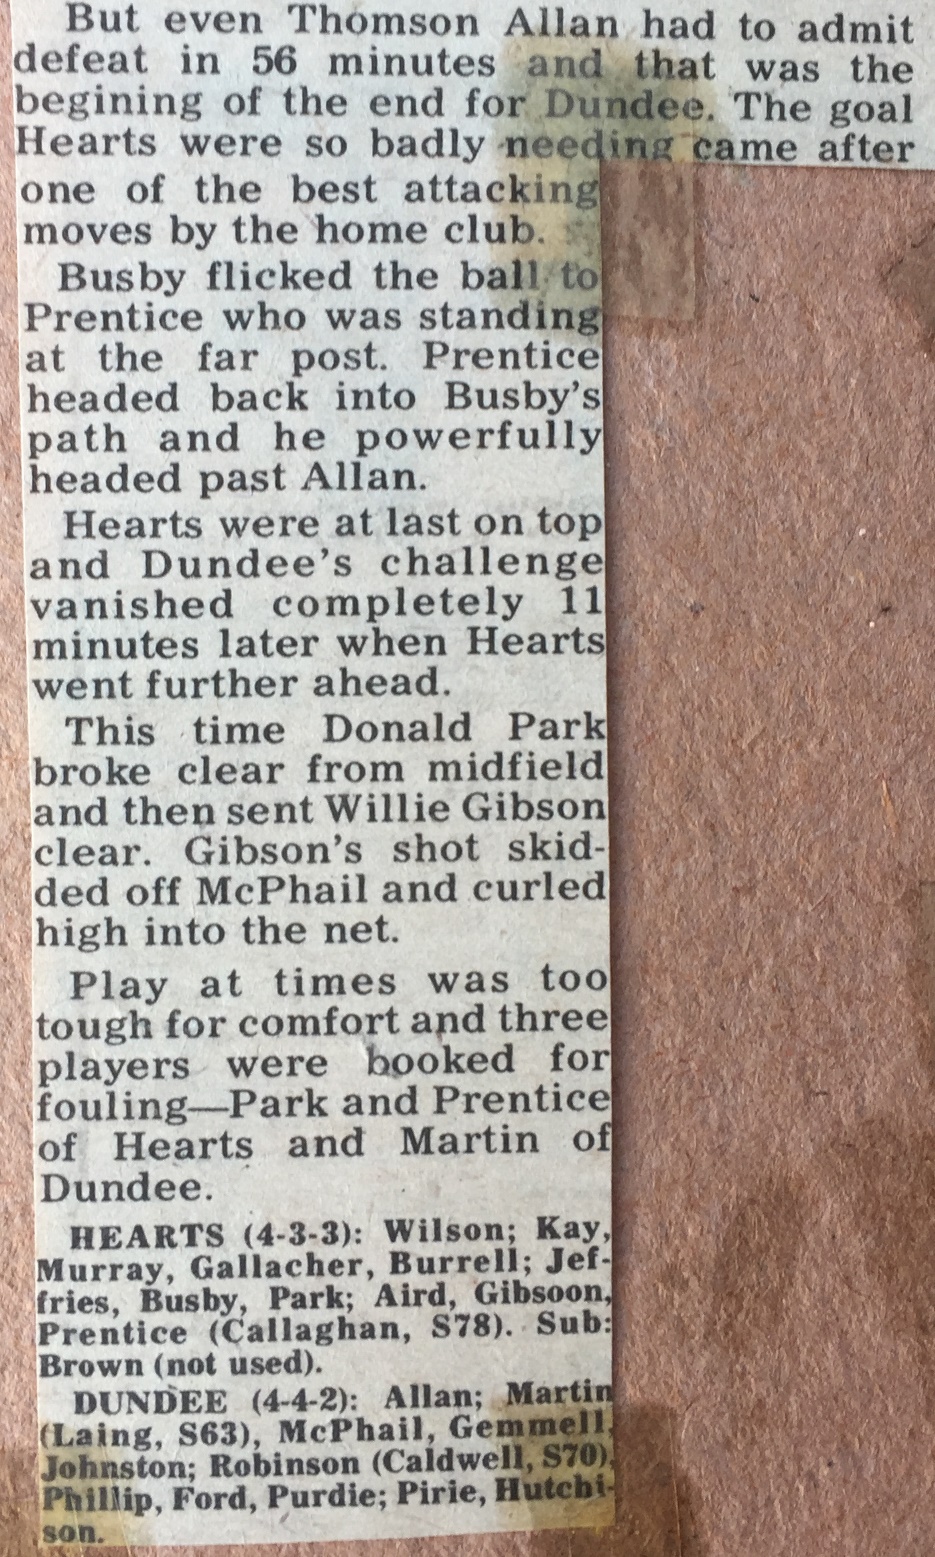 But even Thomson Allan had to admit
defeat in 56 minutes and that was the
begining of the end for Dundee. The goal
Hearts were so badly needing came after
one of the best attacking
moves by the home club.
Busby flicked the ball to
Prentice who was standing
at the far post. Prentice
headed back into Busby's
path and he powerfully
headed past Allan.
Hearts were at last on top
and Dundee's challenge
vanished completely 11
minutes later when Hearts
went further ahead.
This time Donald Park
broke clear from midfield
and then sent Willie Gibson
clear. Gibson's shot skid-
ded off McPhail and curled
high into the net.
Play at times was too
tough for comfort and three
players were booked for
fouling—Park and Prentice
of Hearts and Martin of
Dundee.
HEARTS (4-3-3): Wilson; Kay,
Murray, Gallacher, Burrell; Jef-
fries, Busby, Park; Aird, Gibsoon,
Prentice (Callaghan, S78). Sub:
Brown (not used).
DUNDEE (4-4-2): Allan; Martin
(Laing, S63), McPhail, Gemmell,
Johnston; Robinson (Caldwell, S70),
Phillip, Ford, Purdie; Pirie, Hutchi-
son.